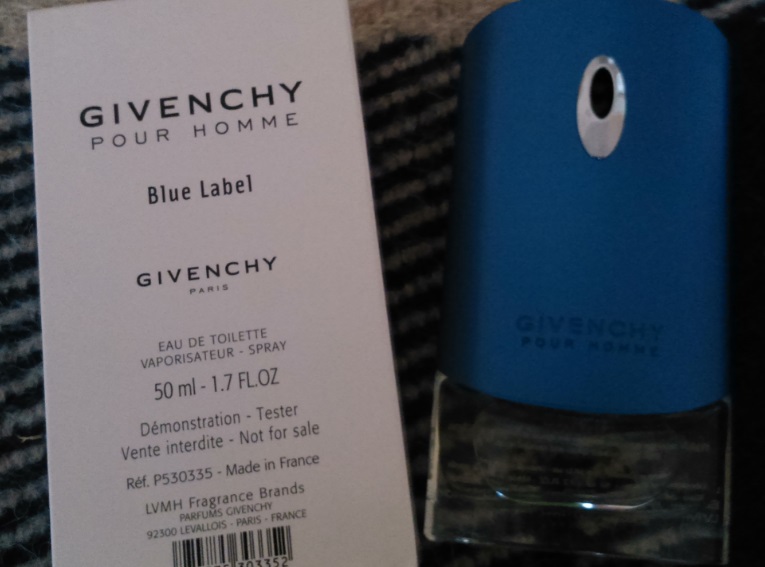 GIVENCHY
POUR HOMME
Blue Label
GIVENCHY
PARIS
EAU DE TOILETTE
VAPORISATEUR - SPRAY
50 ml - 1.7 FL.OZ
Démonstration - Tester
Vente interdite - Not for sale
Réf. P530335 - Made in France
LVMH Fragrance Brands
PARFUMS GIVENCHY
92300 LEVALLOIS - PARIS - FRANCE
GIVENCHY
POUR HOMME